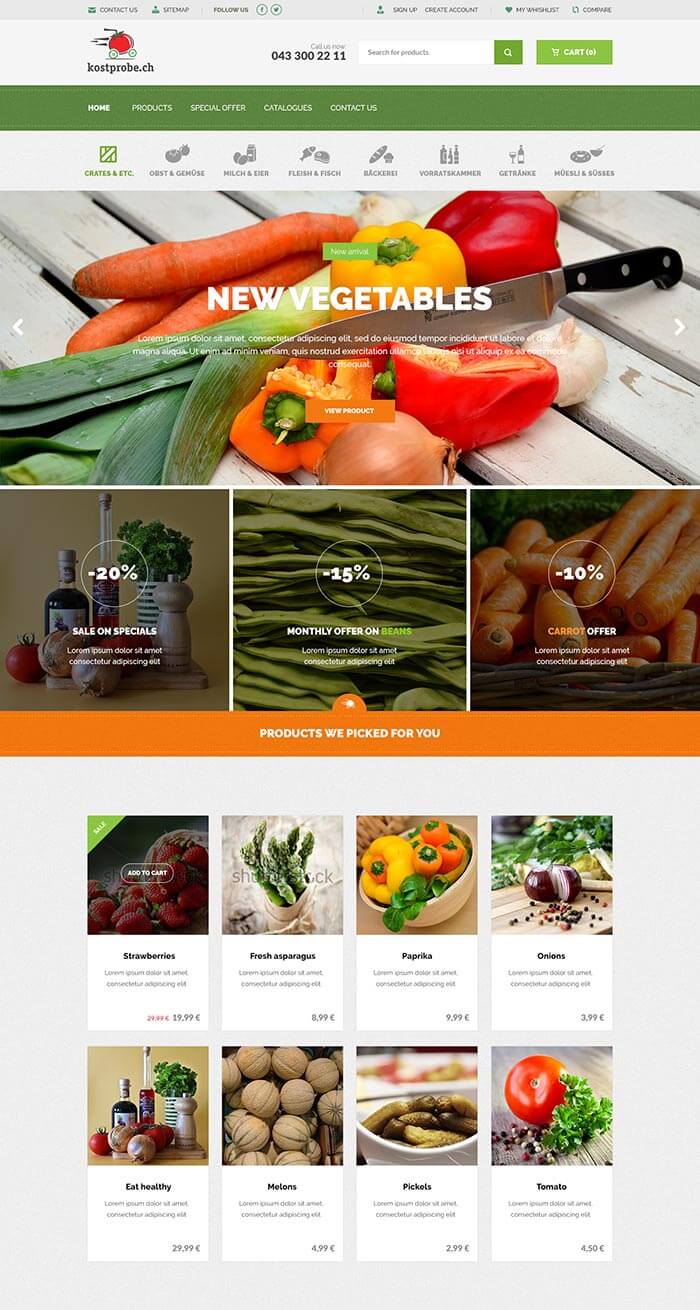 CONTACT US
SITEMAP
FOLLOW US
SIGN UP
CREATE ACCOUNT
MY WHISHLIST
COMPARE
kostprobe.ch
Call us now:
043 300 22 11
Search for products
CART (0)
HOME
PRODUCTS
SPECIAL OFFER
CATALOGUES
CONTACT US
CRATES & ETC.
OBST & GEMÜSE
MILCH & EIER
FLEISH & FISCH
BÄCKEREI
VORRATSKAMMER
GETRÄNKE
MÜESLI & SÜSSES
New arrival
NEW VEGETABLES
Lorem ipsum dolor sit amet, consectetur adipiscing elit, sed do eiusmod tempor incididunt ut labore et dolore
magna aliqua. Ut enim ad minim veniam, quis nostrud exercitation ullamco laboris nisi ut aliquip ex ea commodo
consequat.
VIEW PRODUCT
-20%
SALE ON SPECIALS
Lorem ipsum dolor sit amet
consectetur adipiscing elit
-15%
MONTHLY OFFER ON BEANS
Lorem ipsum dolor sit amet
consectetur adipiscing elit
-10%
CARROT OFFER
Lorem ipsum dolor sit amet
consectetur adipiscing elit
PRODUCTS WE PICKED FOR YOU
SALE
ADD TO CART
Strawberries
Lorem ipsum dolor sit amet,
consectetur adipiscing elit
29,99 € 19,99 €
shutterstock
Fresh asparagus
Lorem ipsum dolor sit amet,
consectetur adipiscing elit
8,99 €
Paprika
Lorem ipsum dolor sit amet,
consectetur adipiscing elit
9,99 €
Onions
Lorem ipsum dolor sit amet,
consectetur adipiscing elit
3,99 €
Eat healthy
Lorem ipsum dolor sit amet,
consectetur adipiscing elit
29,99 €
Melons
Lorem ipsum dolor sit amet,
consectetur adipiscing elit
4,99 €
Pickels
Lorem ipsum dolor sit amet,
consectetur adipiscing elit
2,99 €
Tomato
Lorem ipsum dolor sit amet,
consectetur adipiscing elit
4,50 €